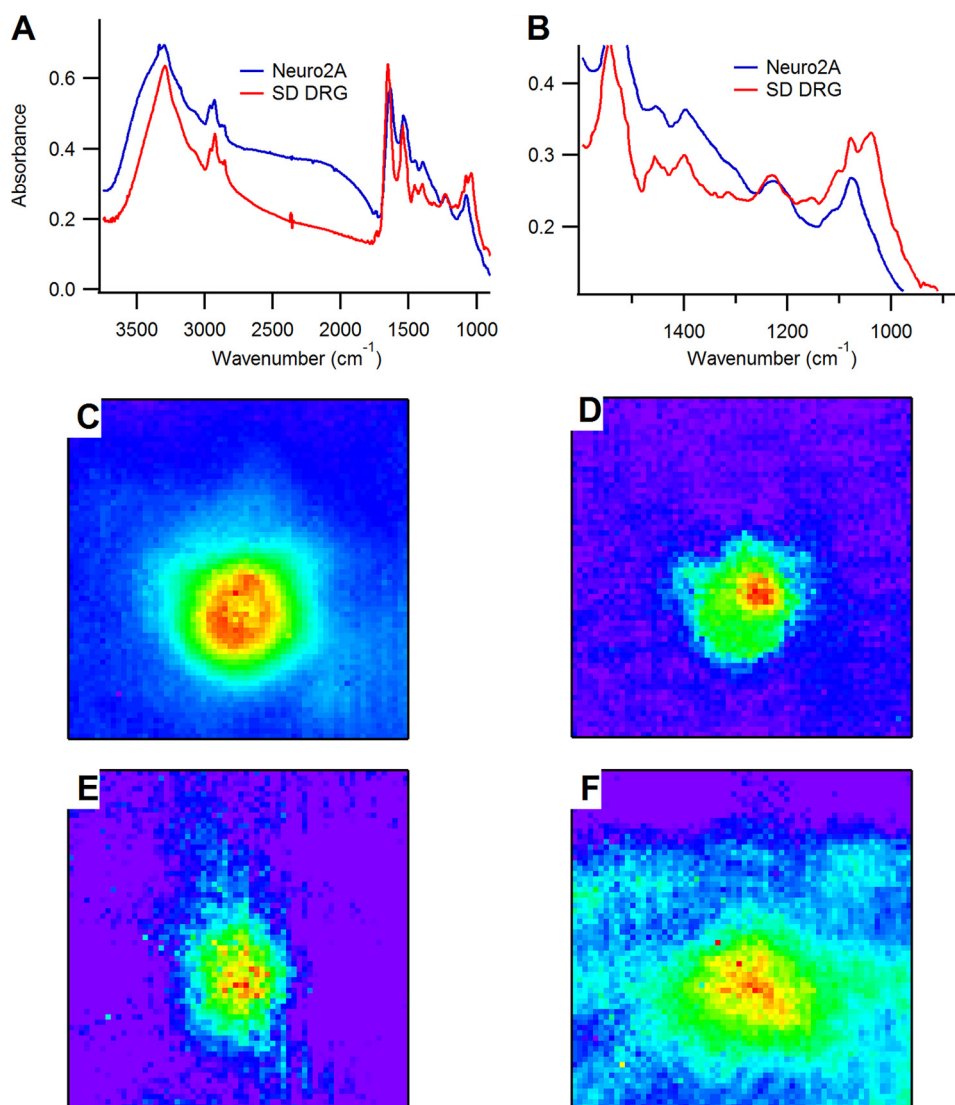 A
Absorbance
0.6
0.4
0.2
0.0
Neuro2A
SD DRG
3500 3000 2500 2000 1500 1000
Wavenumber (cm⁻¹)
B
0.4
0.3
0.2
Neuro2A
SD DRG
1400 1200 1000
Wavenumber (cm⁻¹)
C
D
E
F